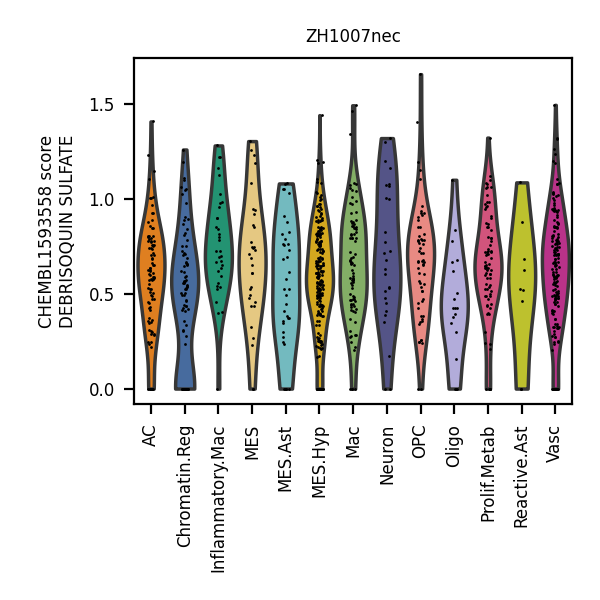 ZH1007nec
CHEMBL1593558 score
DEBRISOQUIN SULFATE
1.5
1.0
0.5
0.0
AC
Chromatin.Reg
Inflammatory.Mac
MES
MES.Ast
MES.Hyp
Mac
Neuron
OPC
Oligo
Prolif.Metab
Reactive.Ast
Vasc